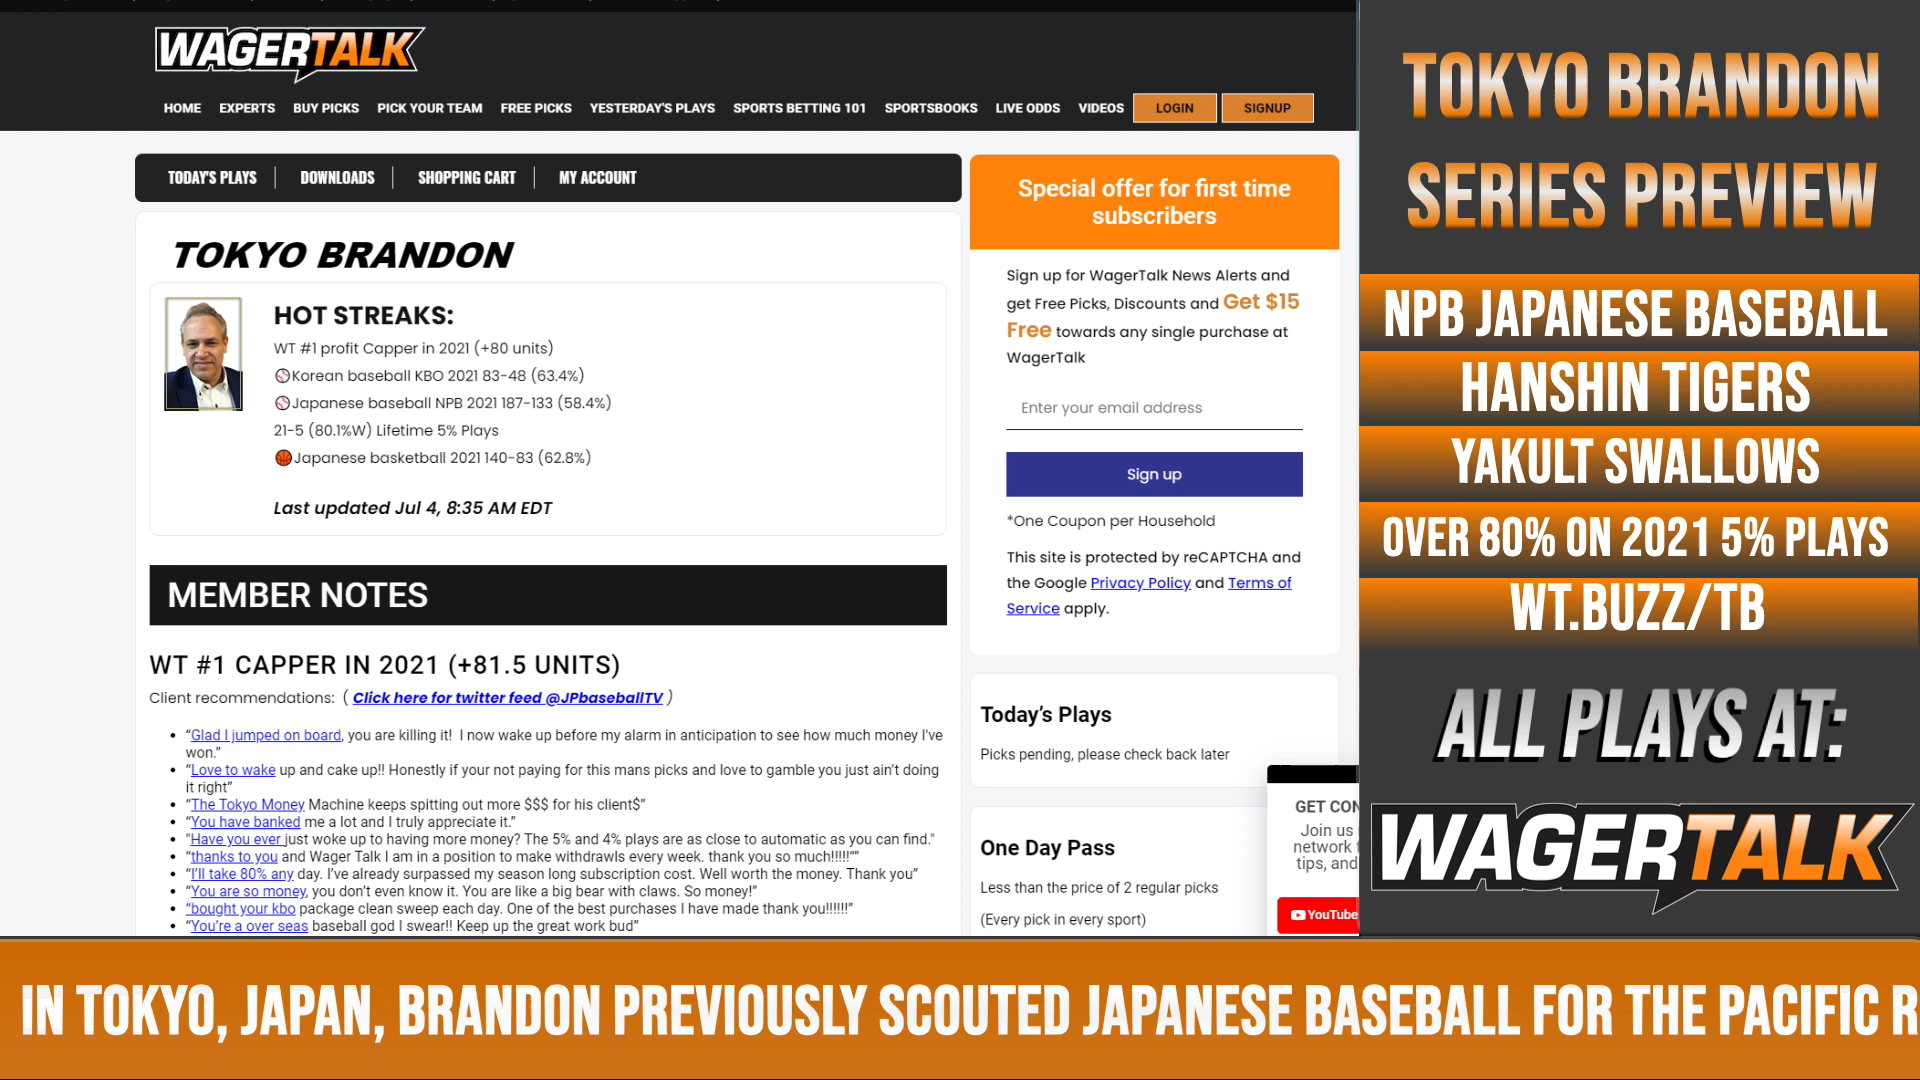 WAGERTALK
HOME EXPERTS BUY PICKS PICK YOUR TEAM FREE PICKS YESTERDAY'S PLAYS SPORTS BETTING 101 SPORTSBOOKS LIVE ODDS VIDEOS LOGIN SIGNUP
TODAY'S PLAYS DOWNLOADS SHOPPING CART MY ACCOUNT
TOKYO BRANDON
HOT STREAKS:
WT #1 profit Capper in 2021 (+80 units)
Korean baseball KBO 2021 83-48 (63.4%)
Japanese baseball NPB 2021 187-133 (58.4%)
21-5 (80.1%W) Lifetime 5% Plays
Japanese basketball 2021 140-83 (62.8%)
Last updated Jul 4, 8:35 AM EDT
MEMBER NOTES
WT #1 CAPPER IN 2021 (+81.5 UNITS)
Client recommendations: ( Click here for twitter feed @JPbaseballTV )
• “Glad I jumped on board, you are killing it! I now wake up before my alarm in anticipation to see how much money I've
won.”
• “Love to wake up and cake up!! Honestly if your not paying for this mans picks and love to gamble you just ain’t doing
it right”
• “The Tokyo Money Machine keeps spitting out more $$$ for his client$”
• “You have banked me a lot and I truly appreciate it.”
• "Have you ever just woke up to having more money? The 5% and 4% plays are as close to automatic as you can find."
• “thanks to you and Wager Talk I am in a position to make withdrawls every week. thank you so much!!!!!””
• “I’ll take 80% any day. I’ve already surpassed my season long subscription cost. Well worth the money. Thank you”
• “You are so money, you don’t even know it. You are like a big bear with claws. So money!”
• “bought your kbo package clean sweep each day. One of the best purchases I have made thank you!!!!!!”
• “You’re a over seas baseball god I swear!! Keep up the great work bud”
Special offer for first time
subscribers
Sign up for WagerTalk News Alerts and
get Free Picks, Discounts and Get $15
Free towards any single purchase at
WagerTalk
Enter your email address
Sign up
*One Coupon per Household
This site is protected by reCAPTCHA and
the Google Privacy Policy and Terms of
Service apply.
Today’s Plays
Picks pending, please check back later
One Day Pass
Less than the price of 2 regular picks
(Every pick in every sport)
GET CON
Join us
network
tips, and
YouTube
TOKYO BRANDON
SERIES PREVIEW
NPB JAPANESE BASEBALL
HANSHIN TIGERS
YAKULT SWALLOWS
OVER 80% ON 2021 5% PLAYS
WT.BUZZ/TB
ALL PLAYS AT:
WAGERTALK
IN TOKYO, JAPAN, BRANDON PREVIOUSLY SCOUTED JAPANESE BASEBALL FOR THE PACIFIC R